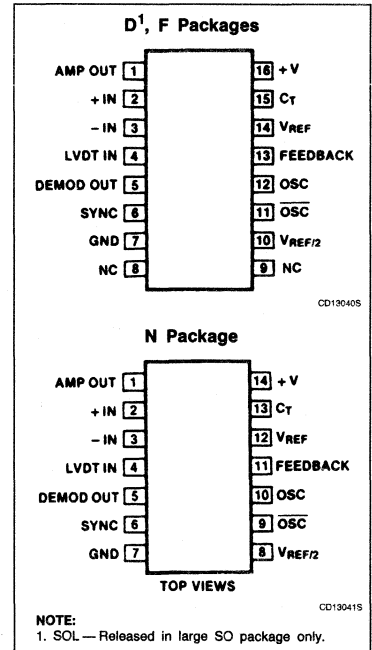 D¹, F Packages
AMP OUT 1 16 +V
+IN 2 15 CT
-IN 3 14 VREF
LVDT IN 4 13 FEEDBACK
DEMOD OUT 5 12 OSC
SYNC 6 11 O̅S̅C̅
GND 7 10 VREF/2
NC 8 9 NC
CD13040S
N Package
AMP OUT 1 14 +V
+IN 2 13 CT
-IN 3 12 VREF
LVDT IN 4 11 FEEDBACK
DEMOD OUT 5 10 OSC
SYNC 6 9 O̅S̅C̅
GND 7 8 VREF/2
TOP VIEWS
CD13041S
NOTE:
1. SOL — Released in large SO package only.